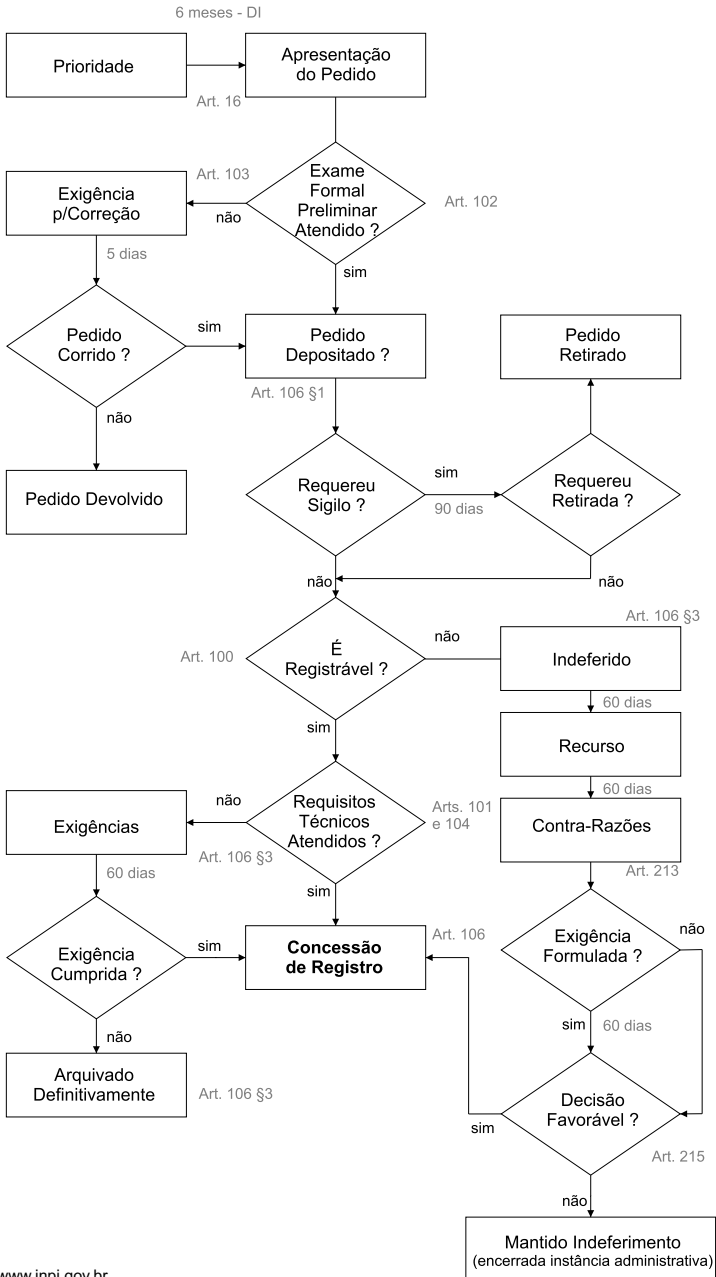 6 meses - DI
Prioridade
Apresentação
do Pedido
Art. 16
Art. 103
Exigência
p/Correção
não
Exame
Formal
Preliminar
Atendido ?
Art. 102
5 dias
sim
Pedido
Corrido ?
sim
Pedido
Depositado ?
Pedido
Retirado
Art. 106 §1
não
Pedido Devolvido
Requereu
Sigilo ?
sim
90 dias
Requereu
Retirada ?
não
não
Art. 106 §3
Art. 100
É
Registrável ?
não
Indeferido
60 dias
sim
Recurso
60 dias
Exigências
não
Art. 106 §3
Requisitos
Técnicos
Atendidos ?
Arts. 101
e 104
Contra-Razões
Art. 213
60 dias
sim
Exigência
Cumprida ?
sim
Concessão
de Registro
Art. 106
Exigência
Formulada ?
não
sim
60 dias
não
Arquivado
Definitivamente
Art. 106 §3
Decisão
Favorável ?
sim
Art. 215
não
Mantido Indeferimento
(encerrada instância administrativa)
www.inpi.gov.br